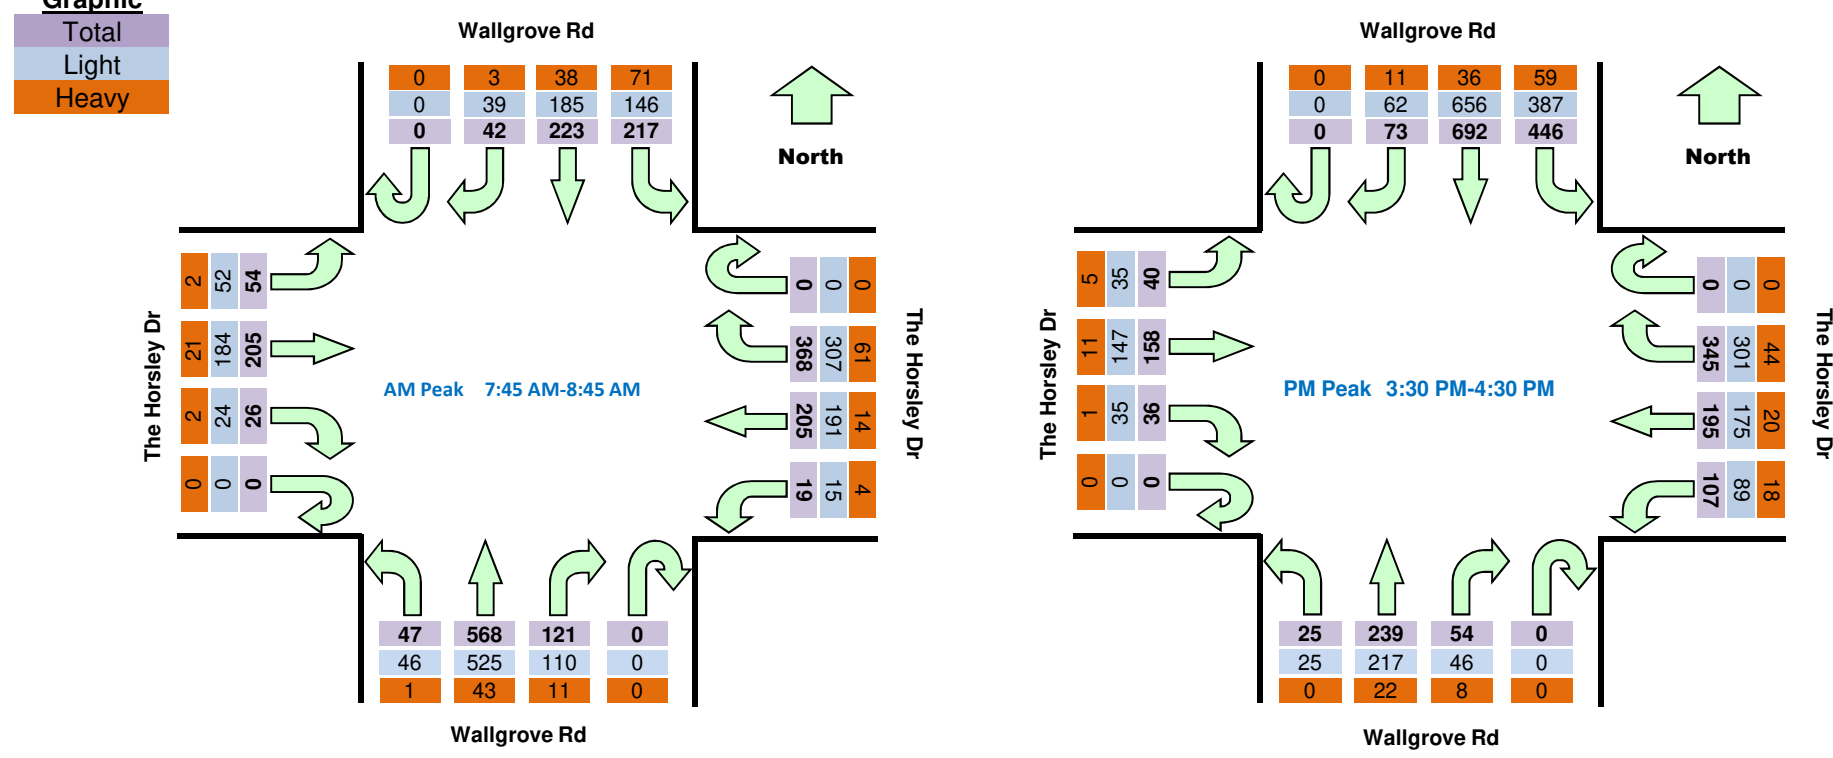 Graphic
Total
Light
Heavy
Wallgrove Rd
0 3 38 71
0 39 185 146
0 42 223 217
North
The Horsley Dr
2 52 54
21 184 205
2 24 26
0 0 0
AM Peak 7:45 AM-8:45 AM
0 0 0
368 307 61
205 191 14
19 15 4
The Horsley Dr
47 568 121 0
46 525 110 0
1 43 11 0
Wallgrove Rd
Wallgrove Rd
0 11 36 59
0 62 656 387
0 73 692 446
North
The Horsley Dr
5 35 40
11 147 158
1 35 36
0 0 0
PM Peak 3:30 PM-4:30 PM
0 0 0
345 301 44
195 175 20
107 89 18
The Horsley Dr
25 239 54 0
25 217 46 0
0 22 8 0
Wallgrove Rd